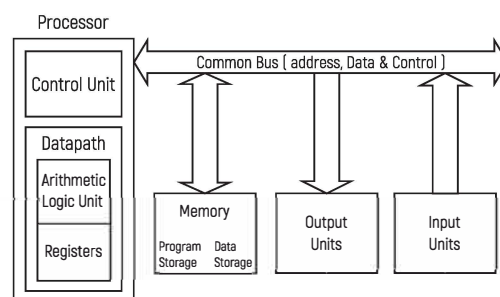 Processor
Common Bus ( address, Data & Control )
Control Unit
Datapath
Arithmetic
Logic Unit
Registers
Memory
Program Data
Storage Storage
Output
Units
Input
Units